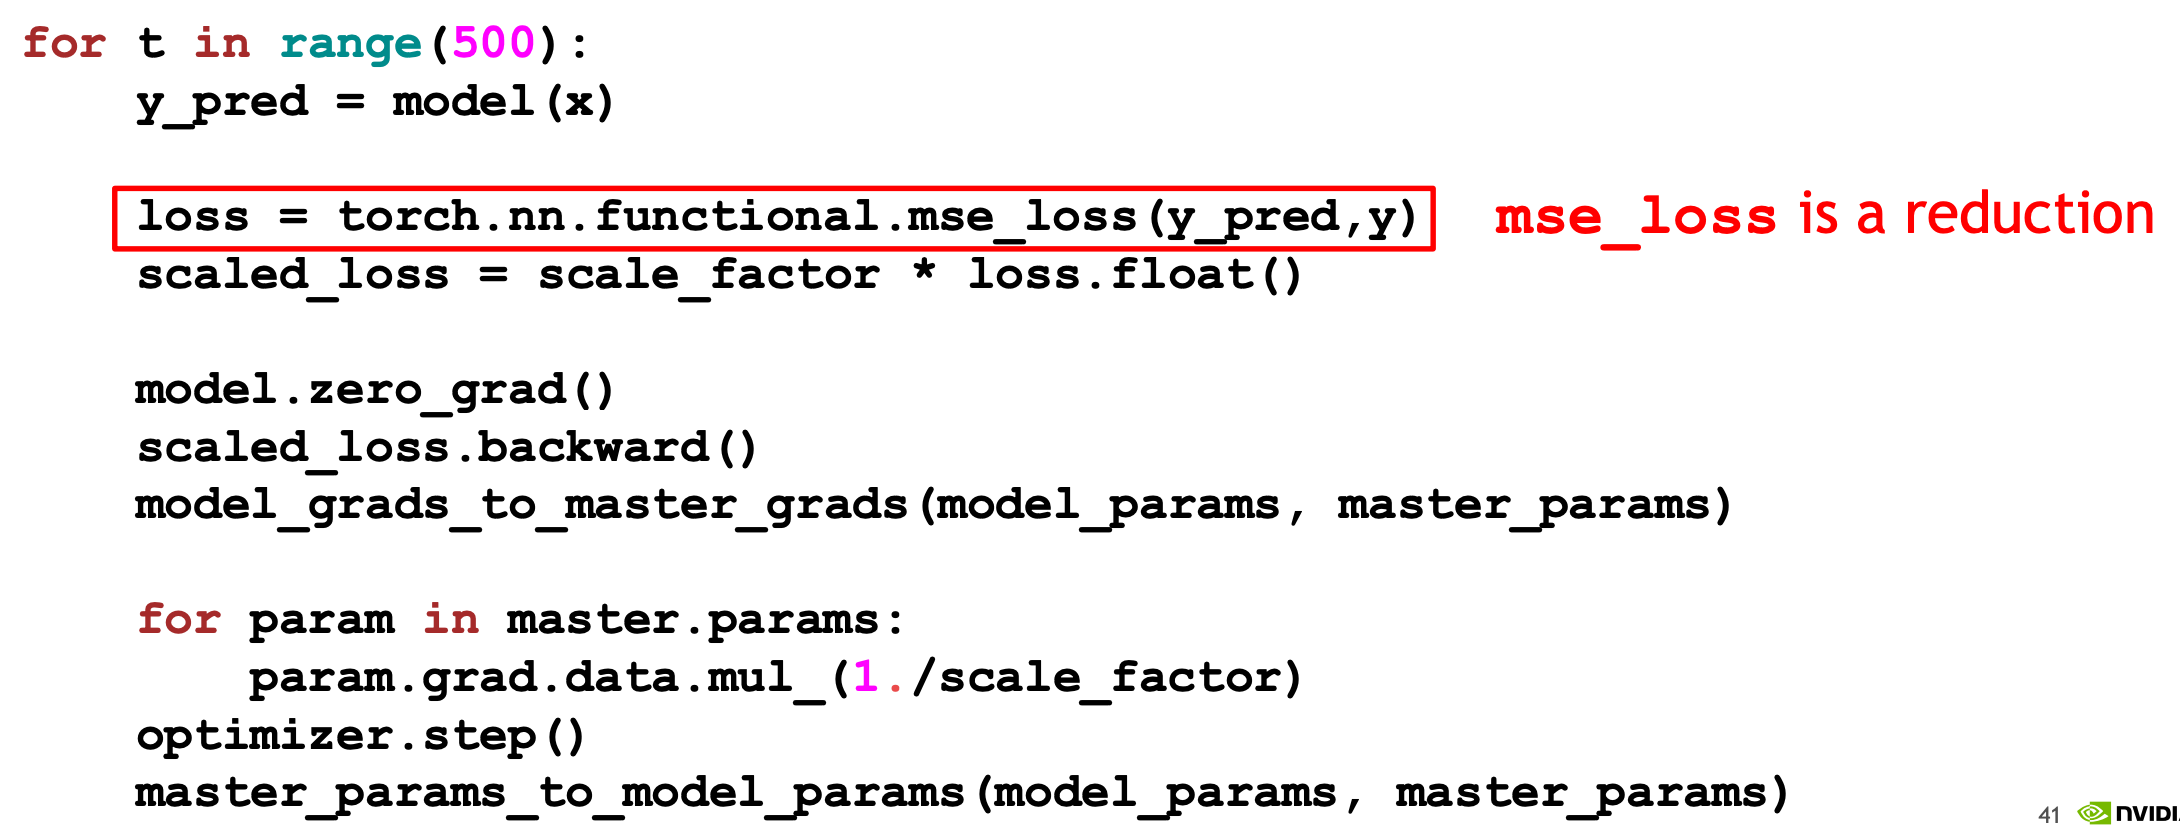 for t in range(500):
    y_pred = model(x)
    loss = torch.nn.functional.mse_loss(y_pred,y) mse_loss is a reduction
    scaled_loss = scale_factor * loss.float()
    model.zero_grad()
    scaled_loss.backward()
    model_grads_to_master_grads(model_params, master_params)
    for param in master.params:
        param.grad.data.mul_(1./scale_factor)
    optimizer.step()
    master_params_to_model_params(model_params, master_params)
41 NVIDI